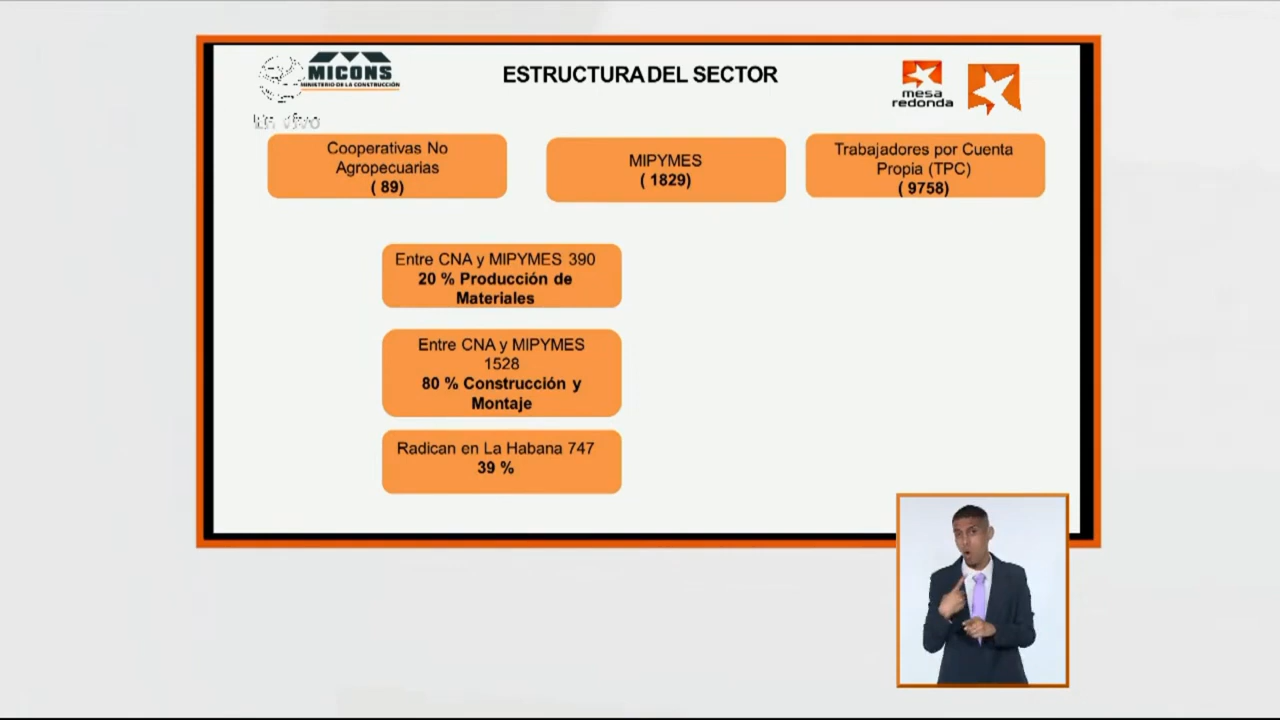 MICONS
MINISTERIO DE LA CONSTRUCCIÓN
ESTRUCTURA DEL SECTOR
mesa
redonda
En vivo
Cooperativas No
Agropecuarias
( 89)
MIPYMES
( 1829)
Trabajadores por Cuenta
Propia (TPC)
( 9758)
Entre CNA y MIPYMES 390
20 % Producción de
Materiales
Entre CNA y MIPYMES
1528
80 % Construcción y
Montaje
Radican en La Habana 747
39 %